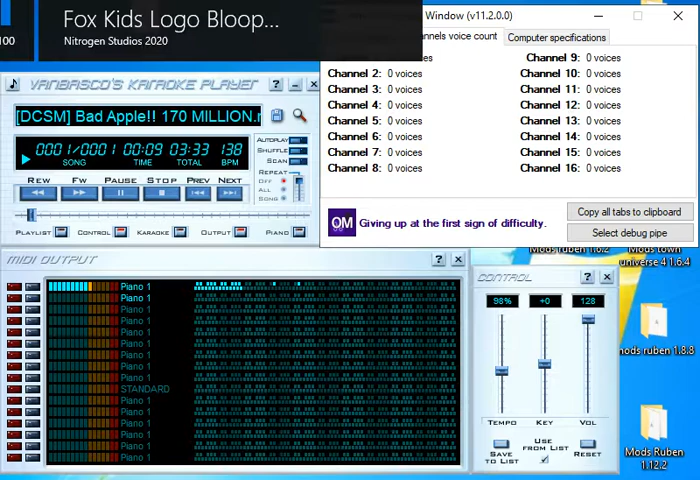 100
Fox Kids Logo Bloop...
Nitrogen Studios 2020
Window (v11.2.0.0)
annels voice count
Computer specifications
Channel 2: 0 voices
Channel 3: 0 voices
Channel 4: 0 voices
Channel 5: 0 voices
Channel 6: 0 voices
Channel 7: 0 voices
Channel 8: 0 voices
Channel 9: 0 voices
Channel 10: 0 voices
Channel 11: 0 voices
Channel 12: 0 voices
Channel 13: 0 voices
Channel 14: 0 voices
Channel 15: 0 voices
Channel 16: 0 voices
OM
Giving up at the first sign of difficulty.
Copy all tabs to clipboard
Select debug pipe
VANBASCO'S KARAOKE PLAYER
[DCSM] Bad Apple!! 170 MILLION.
0001/0001 00:09 03:33 138
SONG TIME TOTAL BPM
AUTOPLAY
SHUFFLE
SCAN
REPEAT
OFF
ALL
SONG
REW FW PAUSE STOP PREV NEXT
PLAYLIST CONTROL KARAOKE OUTPUT PIANO
MIDI OUTPUT
Piano 1
Piano 1
Piano 1
Piano 1
Piano 1
Piano 1
Piano 1
Piano 1
Piano 1
STANDARD
Piano 1
Piano 1
Piano 1
Piano 1
Piano 1
Piano 1
CONTROL
98% +0 128
TEMPO KEY VOL
SAVE TO LIST
USE FROM LIST
RESET
Mods ruben 1.6.2
Mods town
universe 4 1.6.4
mods ruben 1.8.8
Mods Ruben
1.12.2